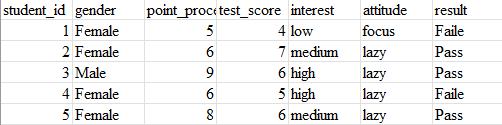 student_id gender point_proce test_score interest attitude result
1 Female 5 4 low focus Faile
2 Female 6 7 medium lazy Pass
3 Male 9 6 high lazy Pass
4 Female 6 5 high lazy Faile
5 Female 8 6 medium lazy Pass